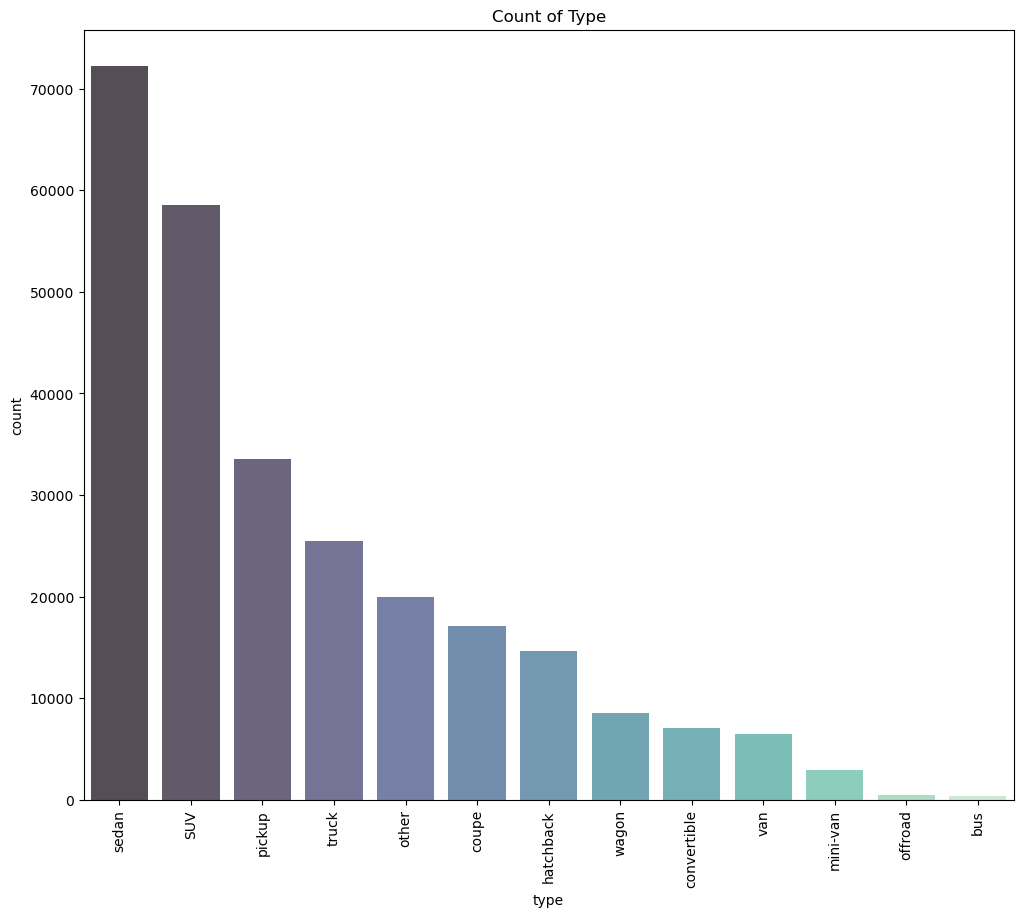 Count of Type
70000
60000
50000
40000
30000
20000
10000
0
count
sedan
SUV
pickup
truck
other
coupe
hatchback
wagon
convertible
van
mini-van
offroad
bus
type